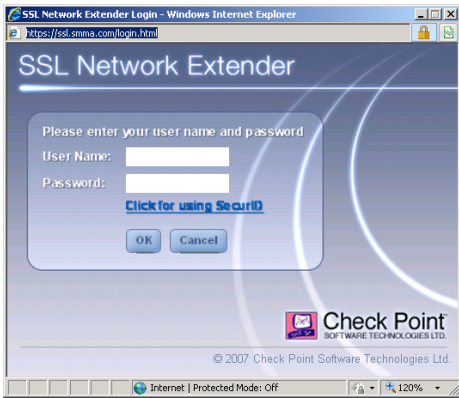 SSL Network Extender Login - Windows Internet Explorer
https://ssl.smma.com/login.html
SSL Network Extender
Please enter your user name and password
User Name:
Password:
Click for using SecurID
OK Cancel
Check Point
SOFTWARE TECHNOLOGIES LTD.
© 2007 Check Point Software Technologies Ltd.
Internet | Protected Mode: Off 120%